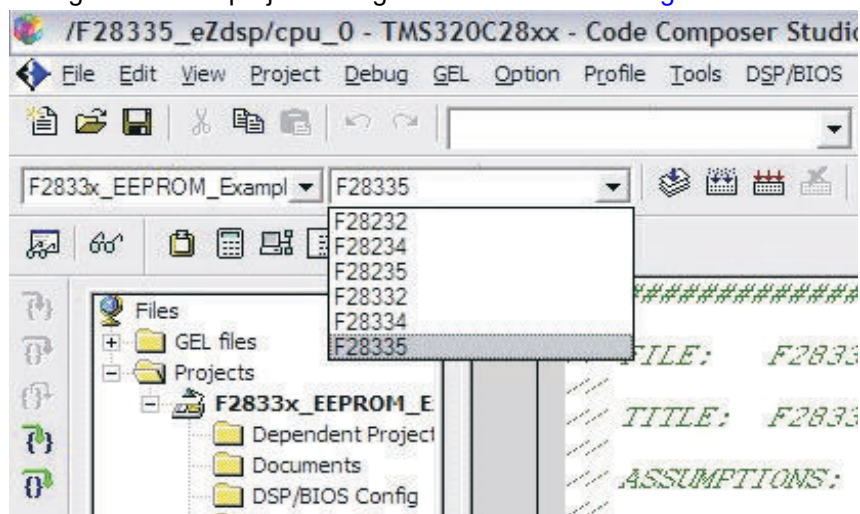 /F28335_eZdsp/cpu_0 - TMS320C28xx - Code Composer Studio
File Edit View Project Debug GEL Option Profile Tools DSP/BIOS
F2833x_EEPROM_Exampl F28335
F28232
F28234
F28235
F28332
F28334
F28335
Files
GEL files
Projects
F2833x_EEPROM_E
Dependent Project
Documents
DSP/BIOS Config
#############
// FILE: F2833
//
// TITLE: F2833
//
// ASSUMPTIONS: